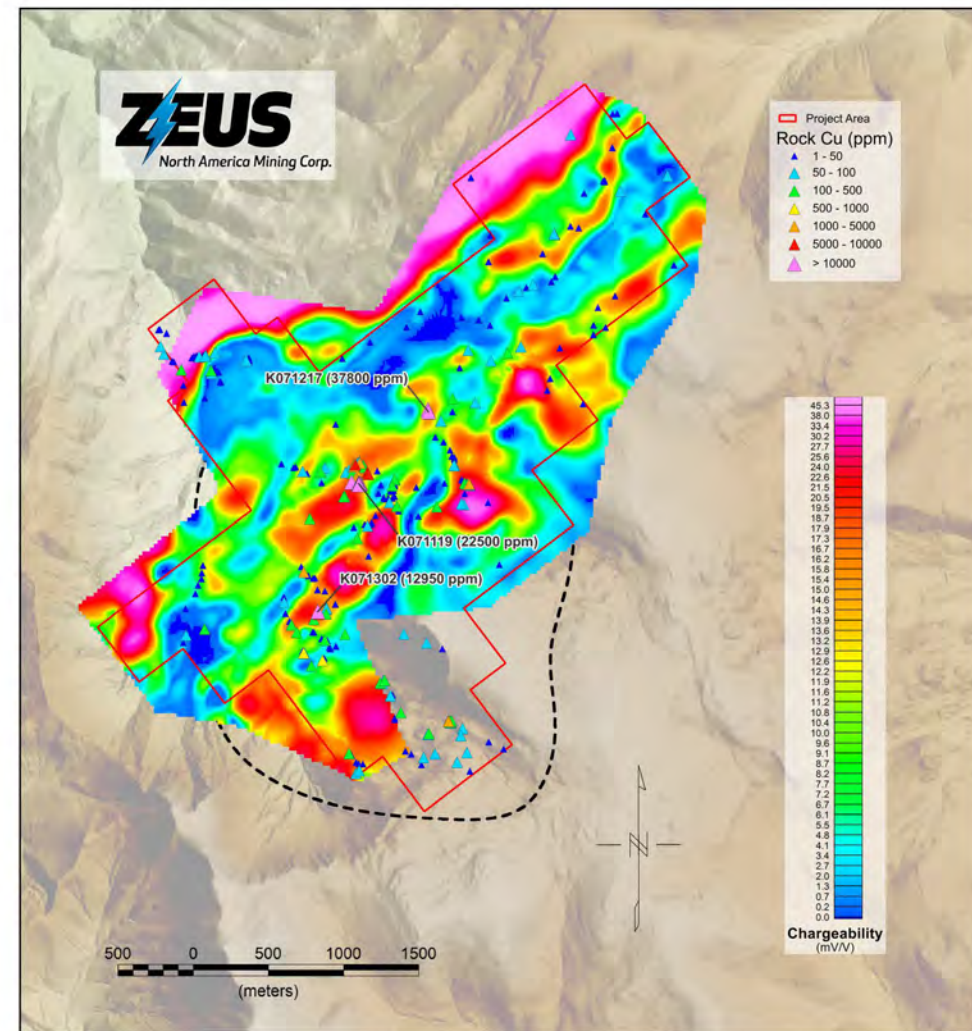 ZEUS
North America Mining Corp.
Project Area
Rock Cu (ppm)
1 - 50
50 - 100
100 - 500
500 - 1000
1000 - 5000
5000 - 10000
> 10000
K071217 (37800 ppm)
K071119 (22500 ppm)
K071302 (12950 ppm)
45.3
38.0
33.4
30.2
27.7
25.6
24.0
22.6
21.5
20.5
19.5
18.7
17.9
17.3
16.7
16.2
15.8
15.4
15.0
14.6
14.3
13.9
13.6
13.2
12.9
12.6
12.2
11.9
11.6
11.2
10.8
10.4
10.0
9.6
9.1
8.7
8.2
7.7
7.2
6.7
6.1
5.5
4.8
4.1
3.4
2.7
2.0
1.3
0.7
0.2
0.0
Chargeability
(mV/V)
N
500 0 500 1000 1500
(meters)